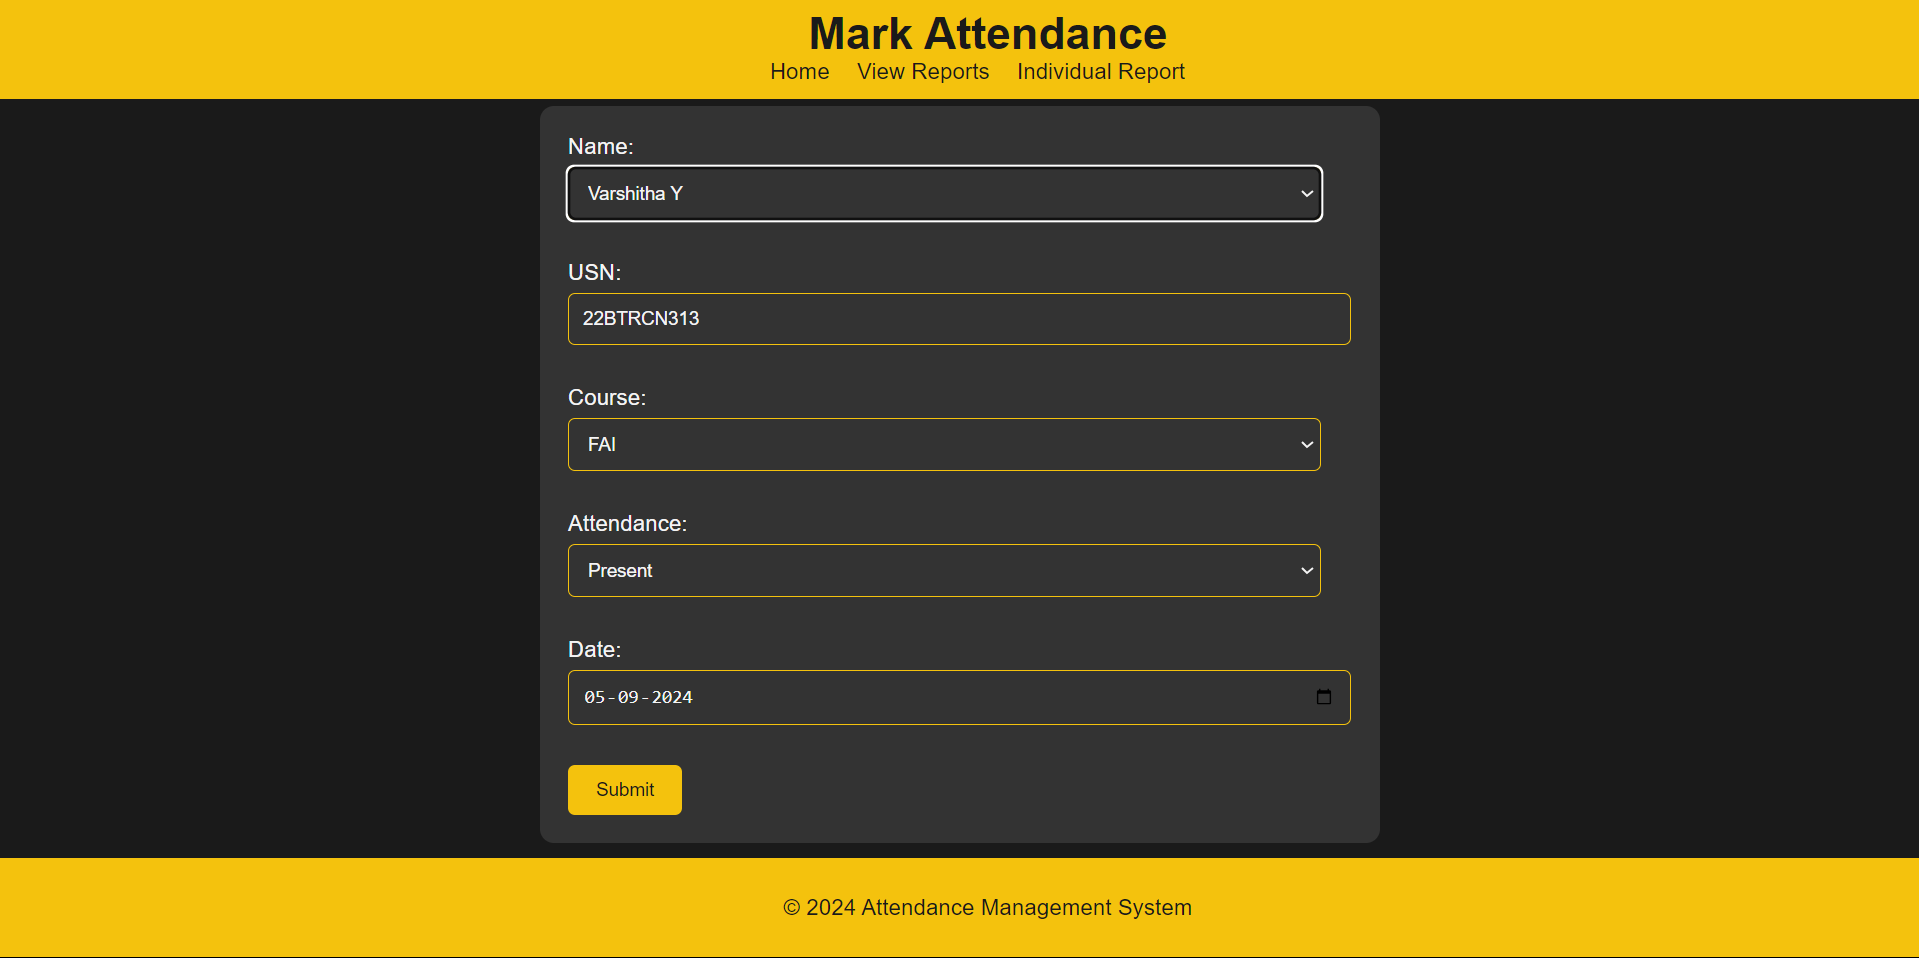 Mark Attendance
Home View Reports Individual Report
Name:
Varshitha Y
USN:
22BTRCN313
Course:
FAI
Attendance:
Present
Date:
05-09-2024
Submit
© 2024 Attendance Management System